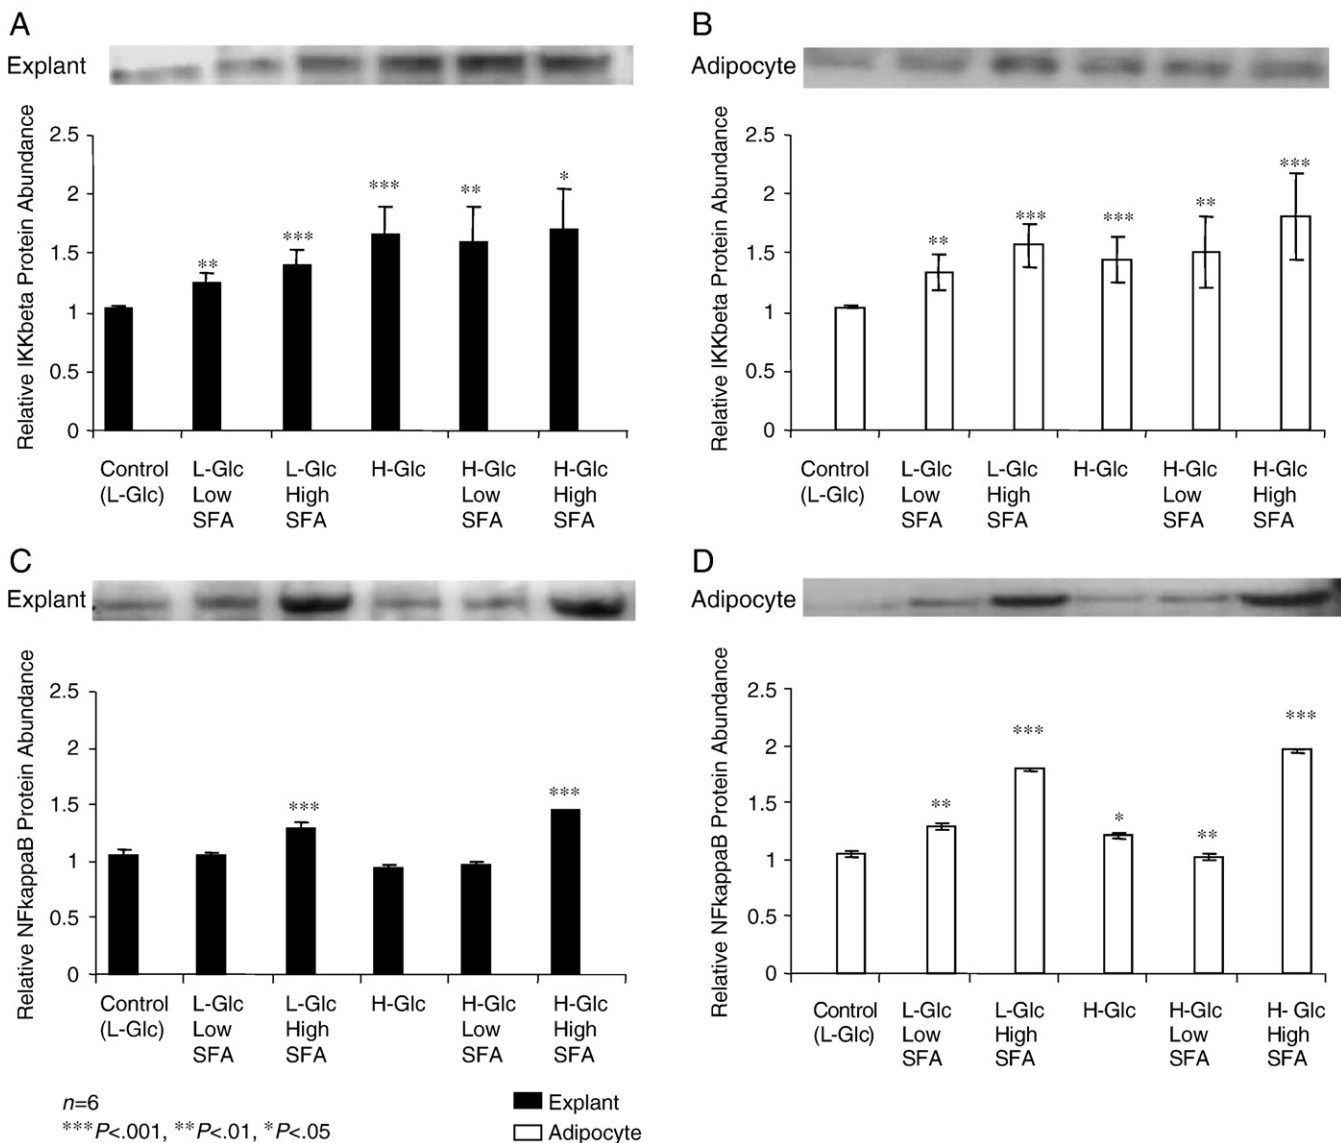 A
Explant
Relative IKKbeta Protein Abundance
2.5
2
1.5
1
0.5
0
**
***
***
**
*
Control (L-Glc)
L-Glc Low SFA
L-Glc High SFA
H-Glc
H-Glc Low SFA
H-Glc High SFA
B
Adipocyte
Relative IKKbeta Protein Abundance
2.5
2
1.5
1
0.5
0
**
***
***
**
***
Control (L-Glc)
L-Glc Low SFA
L-Glc High SFA
H-Glc
H-Glc Low SFA
H-Glc High SFA
C
Explant
Relative NFkappaB Protein Abundance
2.5
2
1.5
1
0.5
0
***
***
Control (L-Glc)
L-Glc Low SFA
L-Glc High SFA
H-Glc
H-Glc Low SFA
H-Glc High SFA
D
Adipocyte
Relative NFkappaB Protein Abundance
2.5
2
1.5
1
0.5
0
**
***
*
**
***
Control (L-Glc)
L-Glc Low SFA
L-Glc High SFA
H-Glc
H-Glc Low SFA
H- Glc High SFA
n=6
***P<.001, **P<.01, *P<.05
Explant
Adipocyte